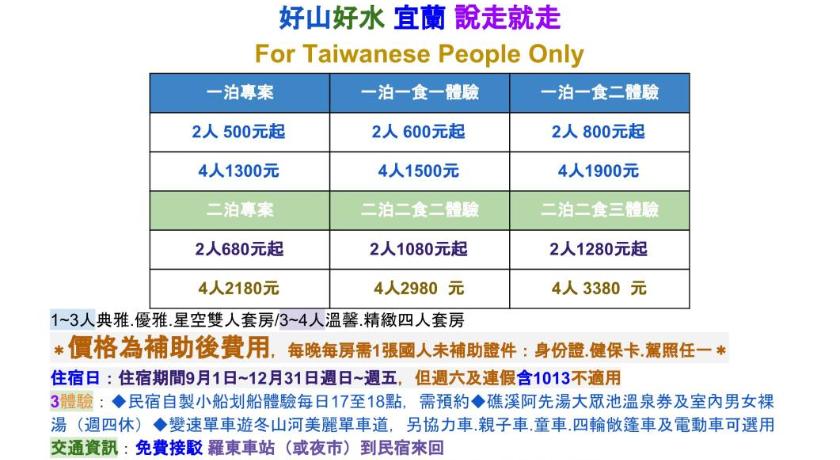 好山好水 宜蘭 說走就走
For Taiwanese People Only
一泊專案 一泊一食一體驗 一泊一食二體驗
2人 500元起 2人 600元起 2人 800元起
4人1300元 4人1500元 4人1900元
二泊專案 二泊二食二體驗 二泊二食三體驗
2人680元起 2人1080元起 2人1280元起
4人2180元 4人2980 元 4人 3380 元
1~3人典雅.優雅.星空雙人套房/3~4人溫馨.精緻四人套房
＊價格為補助後費用，每晚每房需1張國人未補助證件：身份證.健保卡.駕照任一＊
住宿日：住宿期間9月1日~12月31日週日~週五，但週六及連假含1013不適用
3體驗：◆民宿自製小船划船體驗每日17至18點，需預約◆礁溪阿先湯大眾池溫泉券及室內男女裸
湯（週四休）◆變速單車遊冬山河美麗單車道，另協力車.親子車.童車.四輪敞篷車及電動車可選用
交通資訊：免費接駁 羅東車站（或夜市）到民宿來回